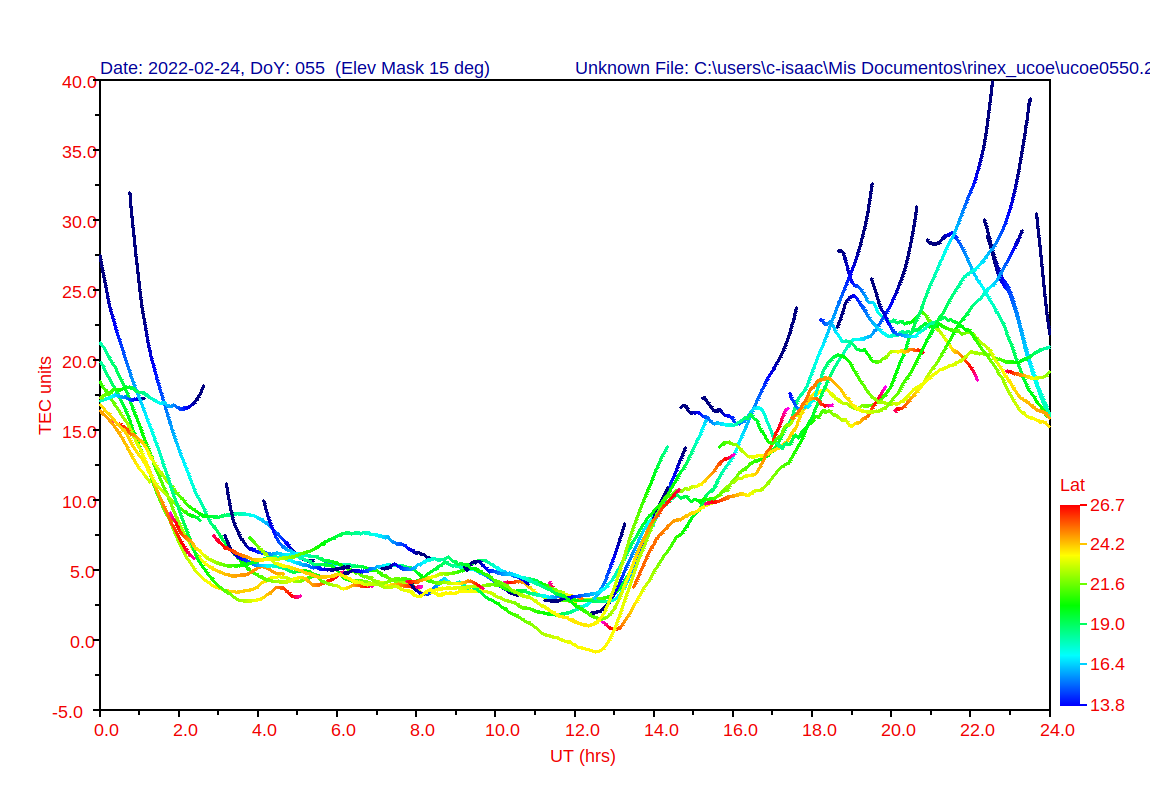 Date: 2022-02-24, DoY: 055  (Elev Mask 15 deg)
Unknown File: C:\users\c-isaac\Mis Documentos\rinex_ucoe\ucoe0550.2
40.0
35.0
30.0
25.0
20.0
15.0
10.0
5.0
0.0
-5.0
TEC units
0.0 2.0 4.0 6.0 8.0 10.0 12.0 14.0 16.0 18.0 20.0 22.0 24.0
UT (hrs)
Lat
26.7
24.2
21.6
19.0
16.4
13.8